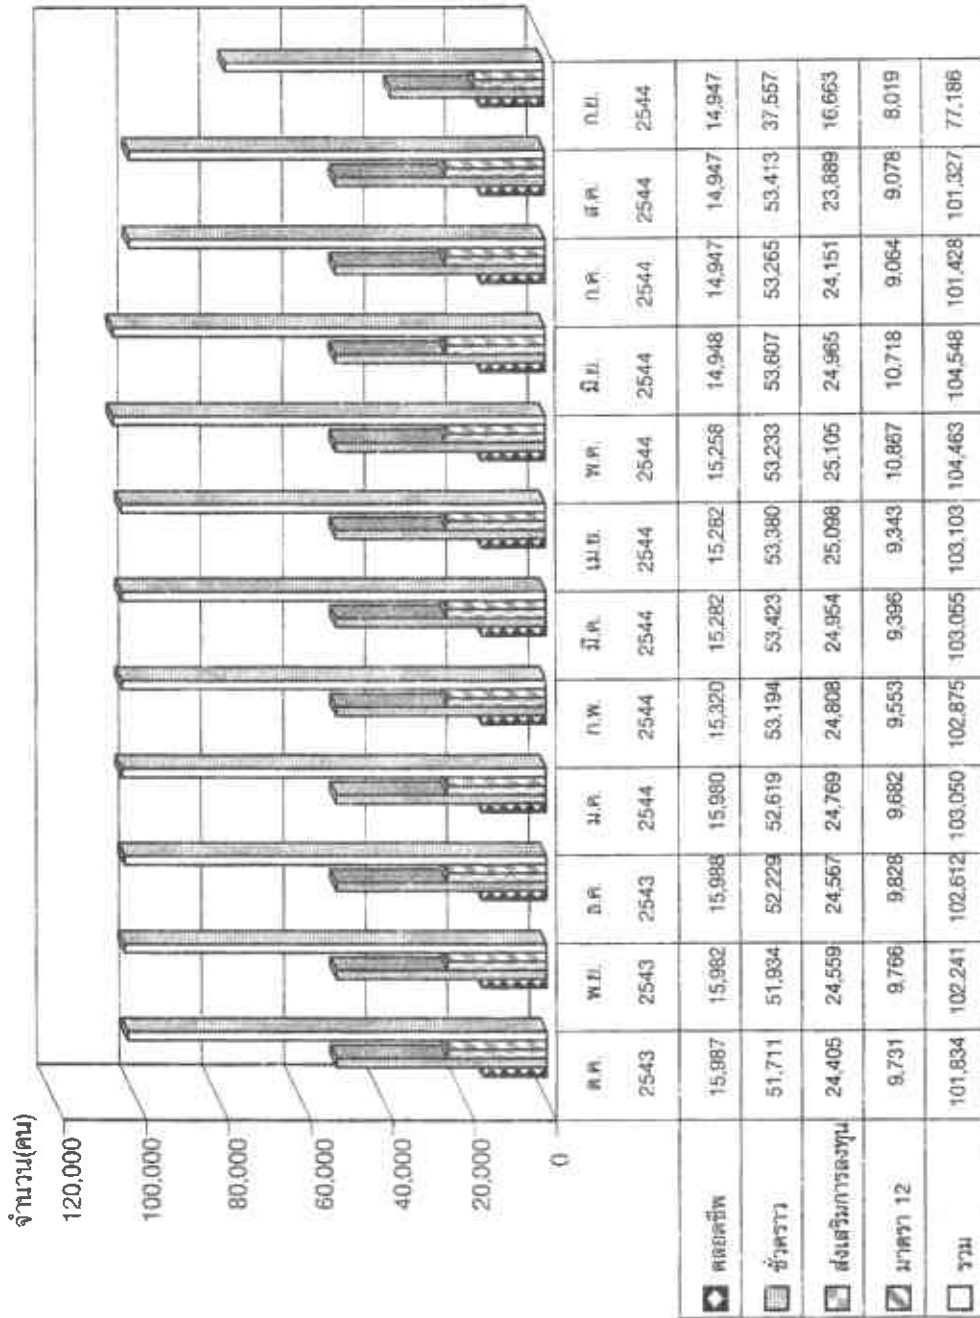 จำนวน(คน)
120,000
100,000
80,000
60,000
40,000
20,000
0
ต.ค. พ.ย. ธ.ค. ม.ค. ก.พ. มี.ค. เม.ย. พ.ค. มิ.ย. ก.ค. ส.ค. ก.ย.
2543 2543 2543 2544 2544 2544 2544 2544 2544 2544 2544 2544
ตลอดชีพ 15,987 15,982 15,988 15,980 15,320 15,282 15,282 15,258 14,948 14,947 14,947 14,947
ชั่วคราว 51,711 51,934 52,229 52,619 53,194 53,423 53,380 53,233 53,607 53,265 53,413 37,557
ส่งเสริมการลงทุน 24,405 24,559 24,567 24,769 24,808 24,954 25,098 25,105 24,965 24,151 23,889 16,663
มาตรา 12 9,731 9,766 9,828 9,682 9,553 9,396 9,343 10,867 10,718 9,064 9,078 8,019
รวม 101,834 102,241 102,612 103,050 102,875 103,055 103,103 104,463 104,548 101,428 101,327 77,186